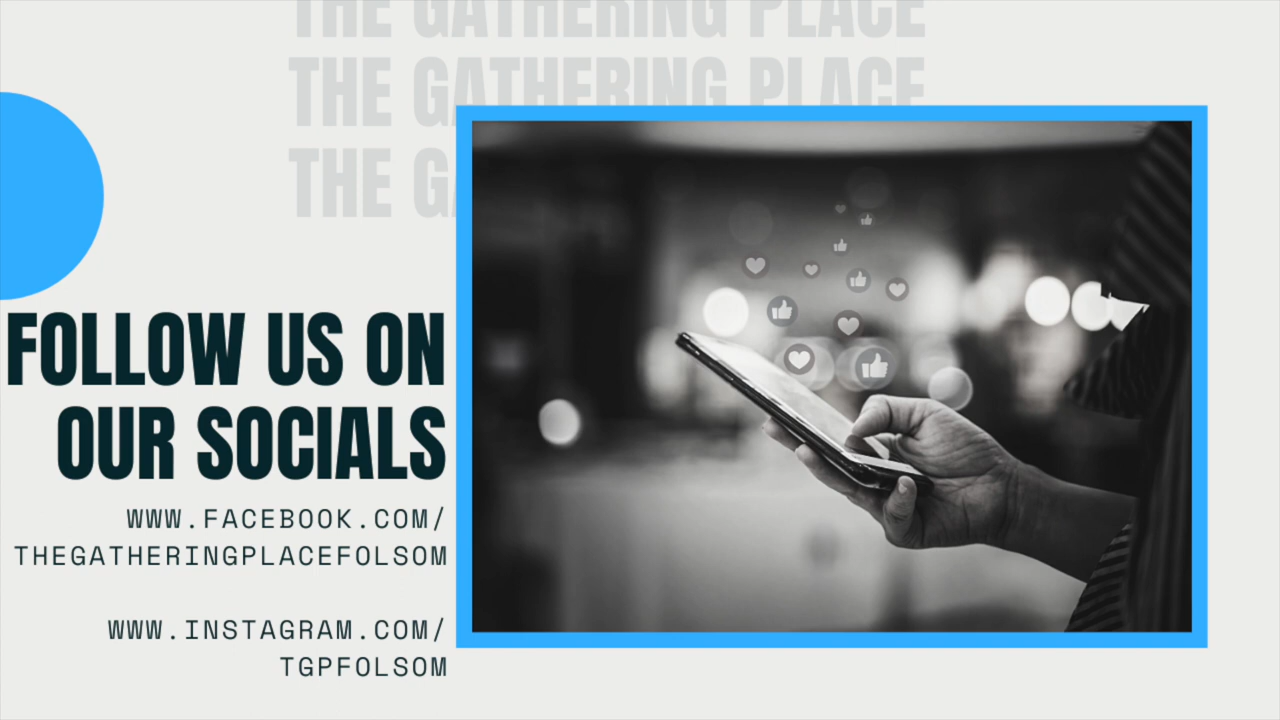 THE GATHERING PLACE
THE GATHERING PLACE
THE
FOLLOW US ON
OUR SOCIALS
WWW.FACEBOOK.COM/
THEGATHERINGPLACEFOLSOM
WWW.INSTAGRAM.COM/
TGPFOLSOM